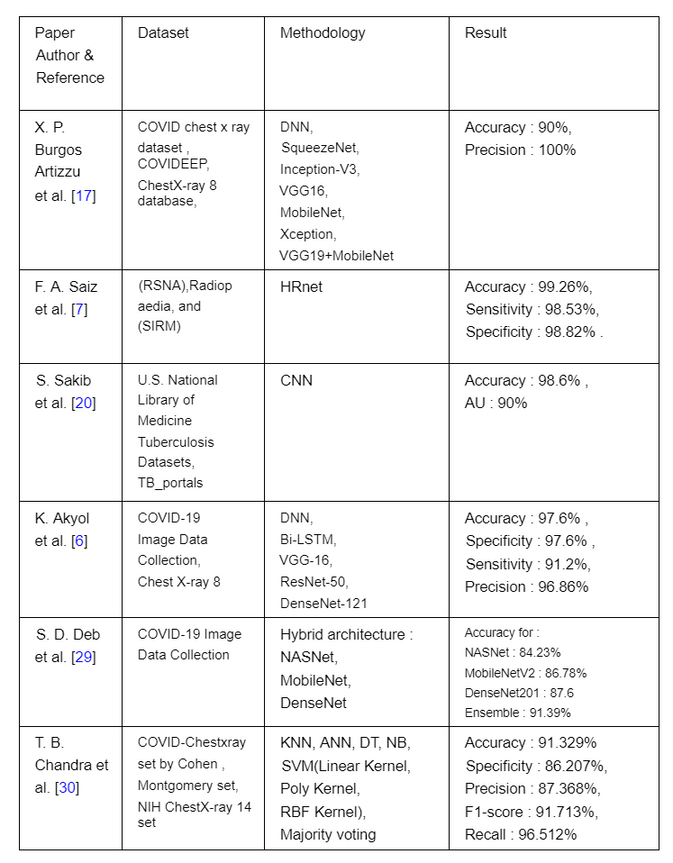 Paper
Author &
Reference
Dataset
Methodology
Result
X. P.
Burgos
Artizzu
et al. [17]
COVID chest x ray
dataset ,
COVIDEEP,
ChestX-ray 8
database,
DNN,
SqueezeNet,
Inception-V3,
VGG16,
MobileNet,
Xception,
VGG19+MobileNet
Accuracy : 90%,
Precision : 100%
F. A. Saiz
et al. [7]
(RSNA),Radiop
aedia, and
(SIRM)
HRnet
Accuracy : 99.26%,
Sensitivity : 98.53%,
Specificity : 98.82% .
S. Sakib
et al. [20]
U.S. National
Library of
Medicine
Tuberculosis
Datasets,
TB_portals
CNN
Accuracy : 98.6% ,
AU : 90%
K. Akyol
et al. [6]
COVID-19
Image Data
Collection,
Chest X-ray 8
DNN,
Bi-LSTM,
VGG-16,
ResNet-50,
DenseNet-121
Accuracy : 97.6% ,
Specificity : 97.6% ,
Sensitivity : 91.2%,
Precision : 96.86%
S. D. Deb
et al. [29]
COVID-19 Image
Data Collection
Hybrid architecture :
NASNet,
MobileNet,
DenseNet
Accuracy for :
NASNet : 84.23%
MobileNetV2 : 86.78%
DenseNet201 : 87.6
Ensemble : 91.39%
T. B.
Chandra et
al. [30]
COVID-Chestxray
set by Cohen ,
Montgomery set,
NIH ChestX-ray 14
set
KNN, ANN, DT, NB,
SVM(Linear Kernel,
Poly Kernel,
RBF Kernel),
Majority voting
Accuracy : 91.329%
Specificity : 86.207%,
Precision : 87.368%,
F1-score : 91.713%,
Recall : 96.512%